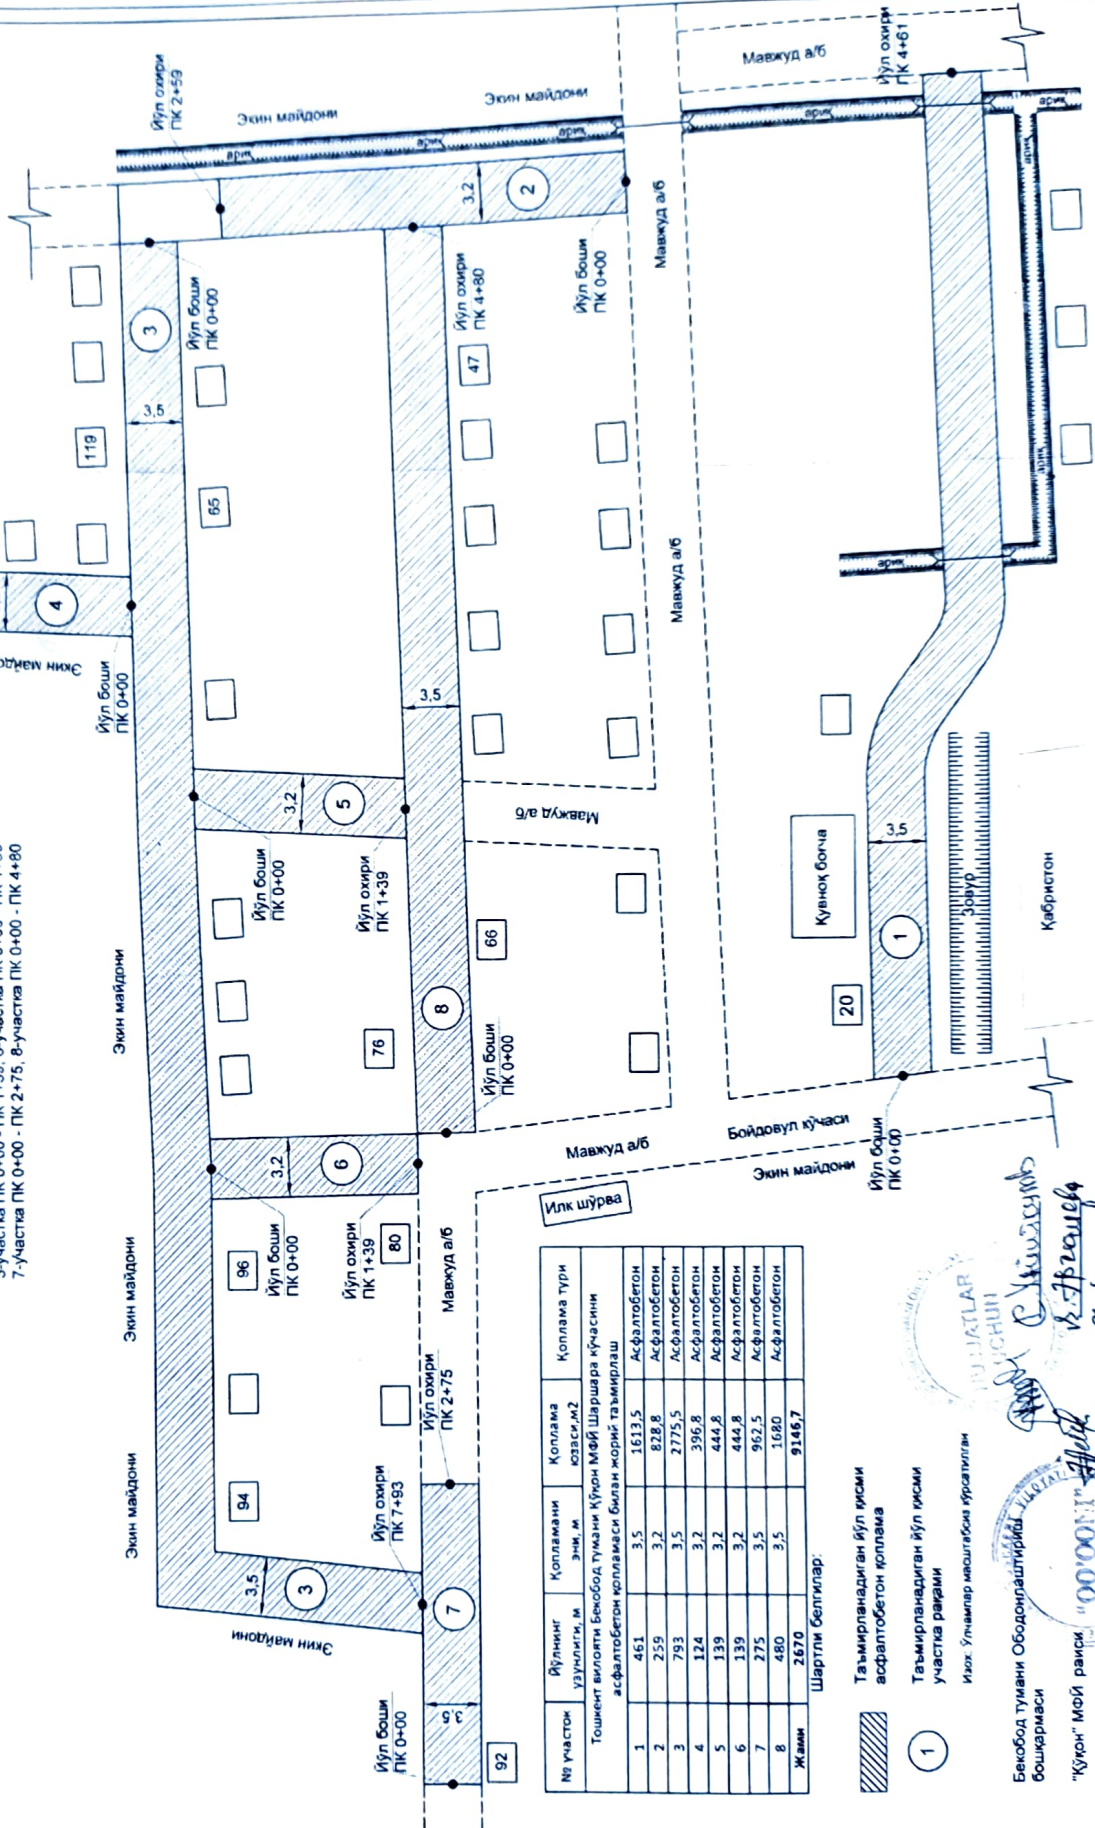 7-участка ПК 0+00 - ПК 2+75, 8-участка ПК 0+00 - ПК 4+80
Экин майдони
Экин майдони
Экин майдони
Экин майдони
Экин майдони
Экин майдони
Йўл боши
ПК 0+00
4
Йўл охири
ПК 2+59
Экин майдони
Экин майдони
Мавжуд а/б
Йўл охири
ПК 4+61
119
3
3,5
Йўл боши
ПК 0+00
65
2
3,2
Йўл охири
ПК 4+80
Йўл боши
ПК 0+00
47
Мавжуд а/б
Мавжуд а/б
Мавжуд а/б
5
3,2
Йўл боши
ПК 0+00
Йўл охири
ПК 1+39
3,5
8
66
76
Йўл боши
ПК 0+00
6
3,2
Йўл боши
ПК 0+00
Йўл охири
ПК 1+39
96
80
94
Мавжуд а/б
Мавжуд а/б
Йўл охири
ПК 2+75
Йўл охири
ПК 7+93
3
3,5
7
3,5
Йўл боши
ПК 0+00
92
Илк шўрва
Бойдовул кўчаси
Экин майдони
Йўл боши
ПК 0+00
20
Қувноқ боғча
1
3,5
Зовур
Қабристон
ариқ
ариқ
ариқ
ариқ
ариқ
ариқ
ариқ
ариқ
№ участок Йўлнинг узунлиги, м Қопламани эни, м Қоплама юзаси,м2 Қоплама тури
Тошкент вилояти Бекобод тумани Қўқон МФЙ Шаршара кўчасини
асфалтобетон қопламаси билан жорий таъмирлаш
1 461 3,5 1613,5 Асфалтобетон
2 259 3,2 828,8 Асфалтобетон
3 793 3,5 2775,5 Асфалтобетон
4 124 3,2 396,8 Асфалтобетон
5 139 3,2 444,8 Асфалтобетон
6 139 3,2 444,8 Асфалтобетон
7 275 3,5 962,5 Асфалтобетон
8 480 3,5 1680 Асфалтобетон
Жами 2670 9146,7
Шартли белгилар:
Таъмирланадиган йўл қисми
асфалтобетон қоплама
1
Таъмирланадиган йўл қисми
участка рақами
Изох: Ўлчамлар масштабсиз кўрсатилган
Бекобод тумани Ободонлаштириш
бошқармаси
"Қўқон" МФЙ раиси
HUJJATLAR
UCHUN